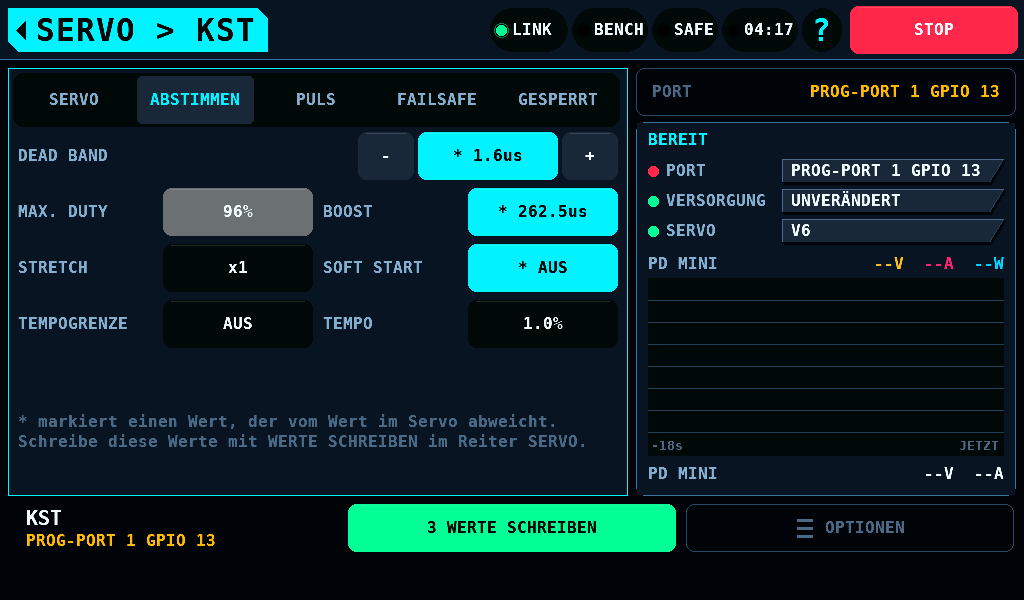 SERVO > KST
LINK
BENCH
SAFE
04:17
?
STOP
SERVO
ABSTIMMEN
PULS
FAILSAFE
GESPERRT
DEAD BAND
-
* 1.6us
+
MAX. DUTY
96%
BOOST
* 262.5us
STRETCH
x1
SOFT START
* AUS
TEMPOGRENZE
AUS
TEMPO
1.0%
* markiert einen Wert, der vom Wert im Servo abweicht.
Schreibe diese Werte mit WERTE SCHREIBEN im Reiter SERVO.
PORT
PROG-PORT 1 GPIO 13
BEREIT
PORT
PROG-PORT 1 GPIO 13
VERSORGUNG
UNVERÄNDERT
SERVO
V6
PD MINI
--V
--A
--W
-18s
JETZT
PD MINI
--V
--A
KST
PROG-PORT 1 GPIO 13
3 WERTE SCHREIBEN
OPTIONEN